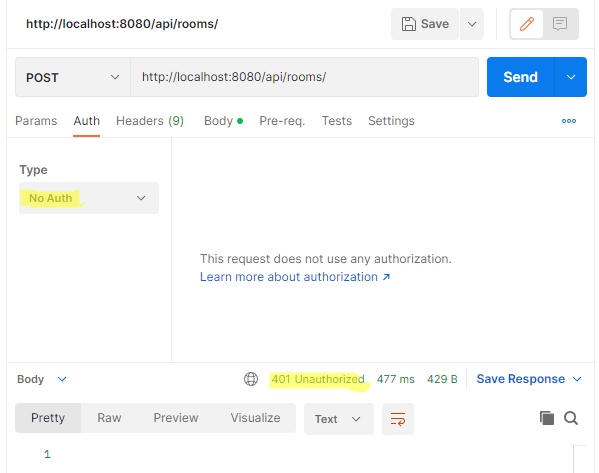 http://localhost:8080/api/rooms/ Save
POST http://localhost:8080/api/rooms/ Send
Params Auth Headers (9) Body Pre-req. Tests Settings
Type
No Auth
This request does not use any authorization.
Learn more about authorization ↗
Body 401 Unauthorized 477 ms 429 B Save Response
Pretty Raw Preview Visualize Text
1